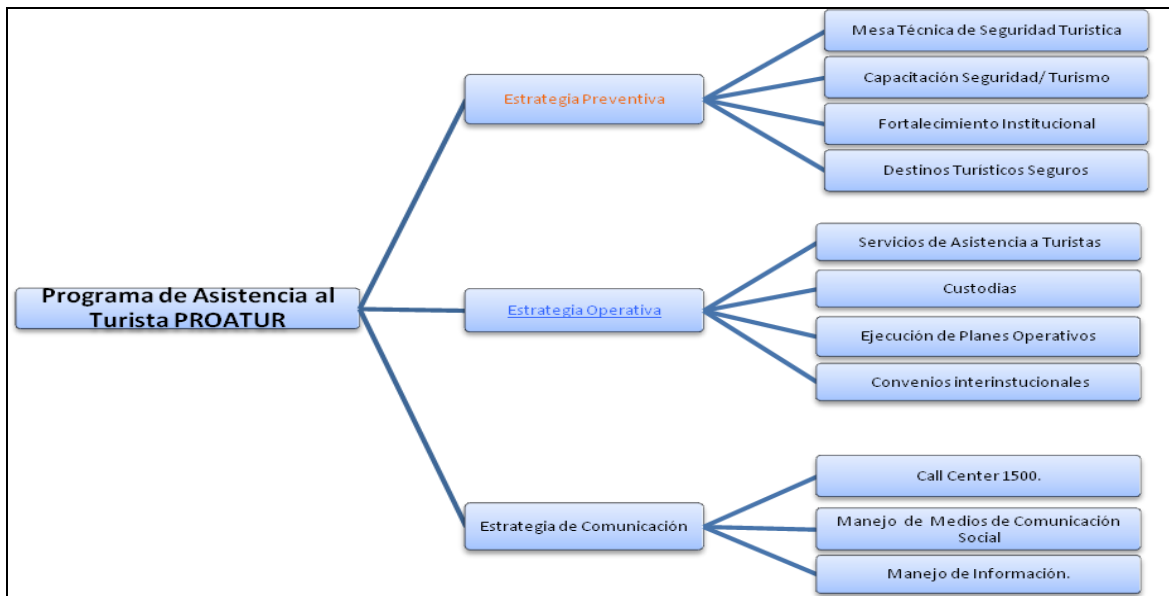 Mesa Técnica de Seguridad Turistica
Estrategia Preventiva
Capacitación Seguridad/ Turismo
Fortalecimiento Institucional
Destinos Turísticos Seguros
Programa de Asistencia al
Turista PROATUR
Estrategia Operativa
Servicios de Asistencia a Turistas
Custodias
Ejecución de Planes Operativos
Convenios interinstucionales
Estrategia de Comunicación
Call Center 1500.
Manejo de Medios de Comunicación
Social
Manejo de Información.